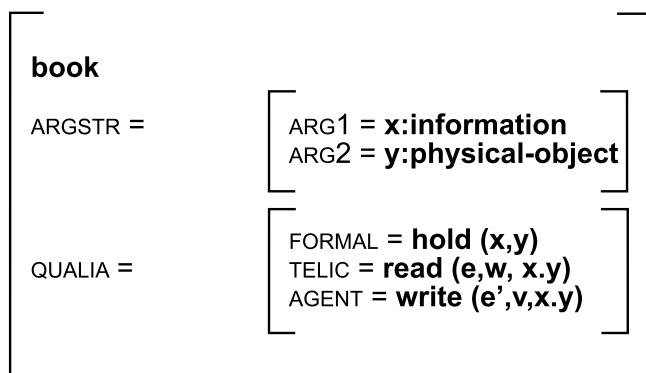 book
ARGSTR =
ARG1 = x:information
ARG2 = y:physical-object
QUALIA =
FORMAL = hold (x,y)
TELIC = read (e,w, x.y)
AGENT = write (e’,v,x.y)